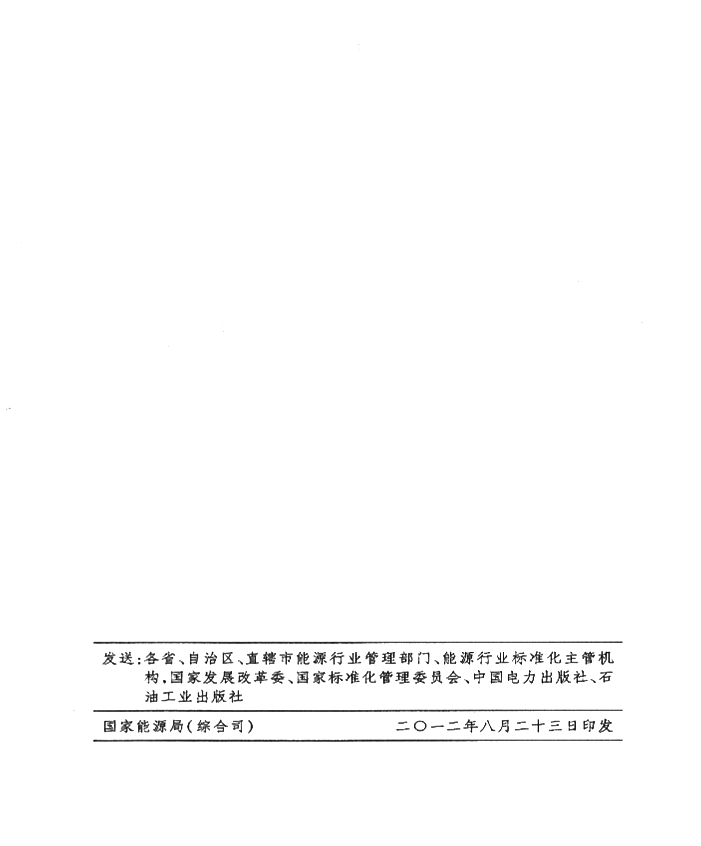 发送:各省、自治区、直辖市能源行业管理部门、能源行业标准化主管机
构,国家发展改革委、国家标准化管理委员会、中国电力出版社、石
油工业出版社
国家能源局(综合司) 二〇一二年八月二十三日印发